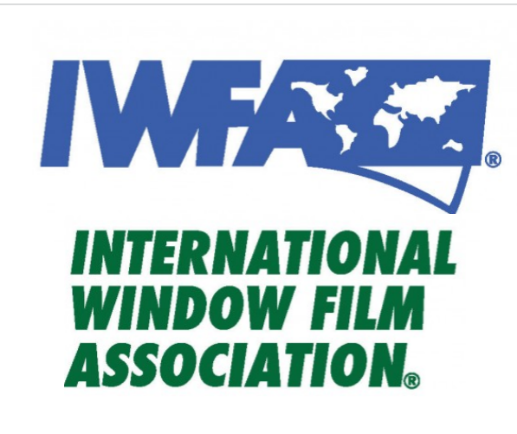 IWFA®
INTERNATIONAL
WINDOW FILM
ASSOCIATION®